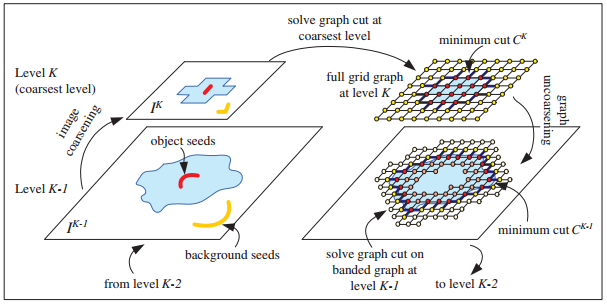 solve graph cut at
coarsest level
minimum cut C^K
Level K
(coarsest level)
full grid graph
at level K
I^K
image
coarsening
graph
uncoarsening
object seeds
Level K-1
I^K-1
minimum cut C^K-1
background seeds
solve graph cut on
banded graph at
level K-1
from level K-2
to level K-2